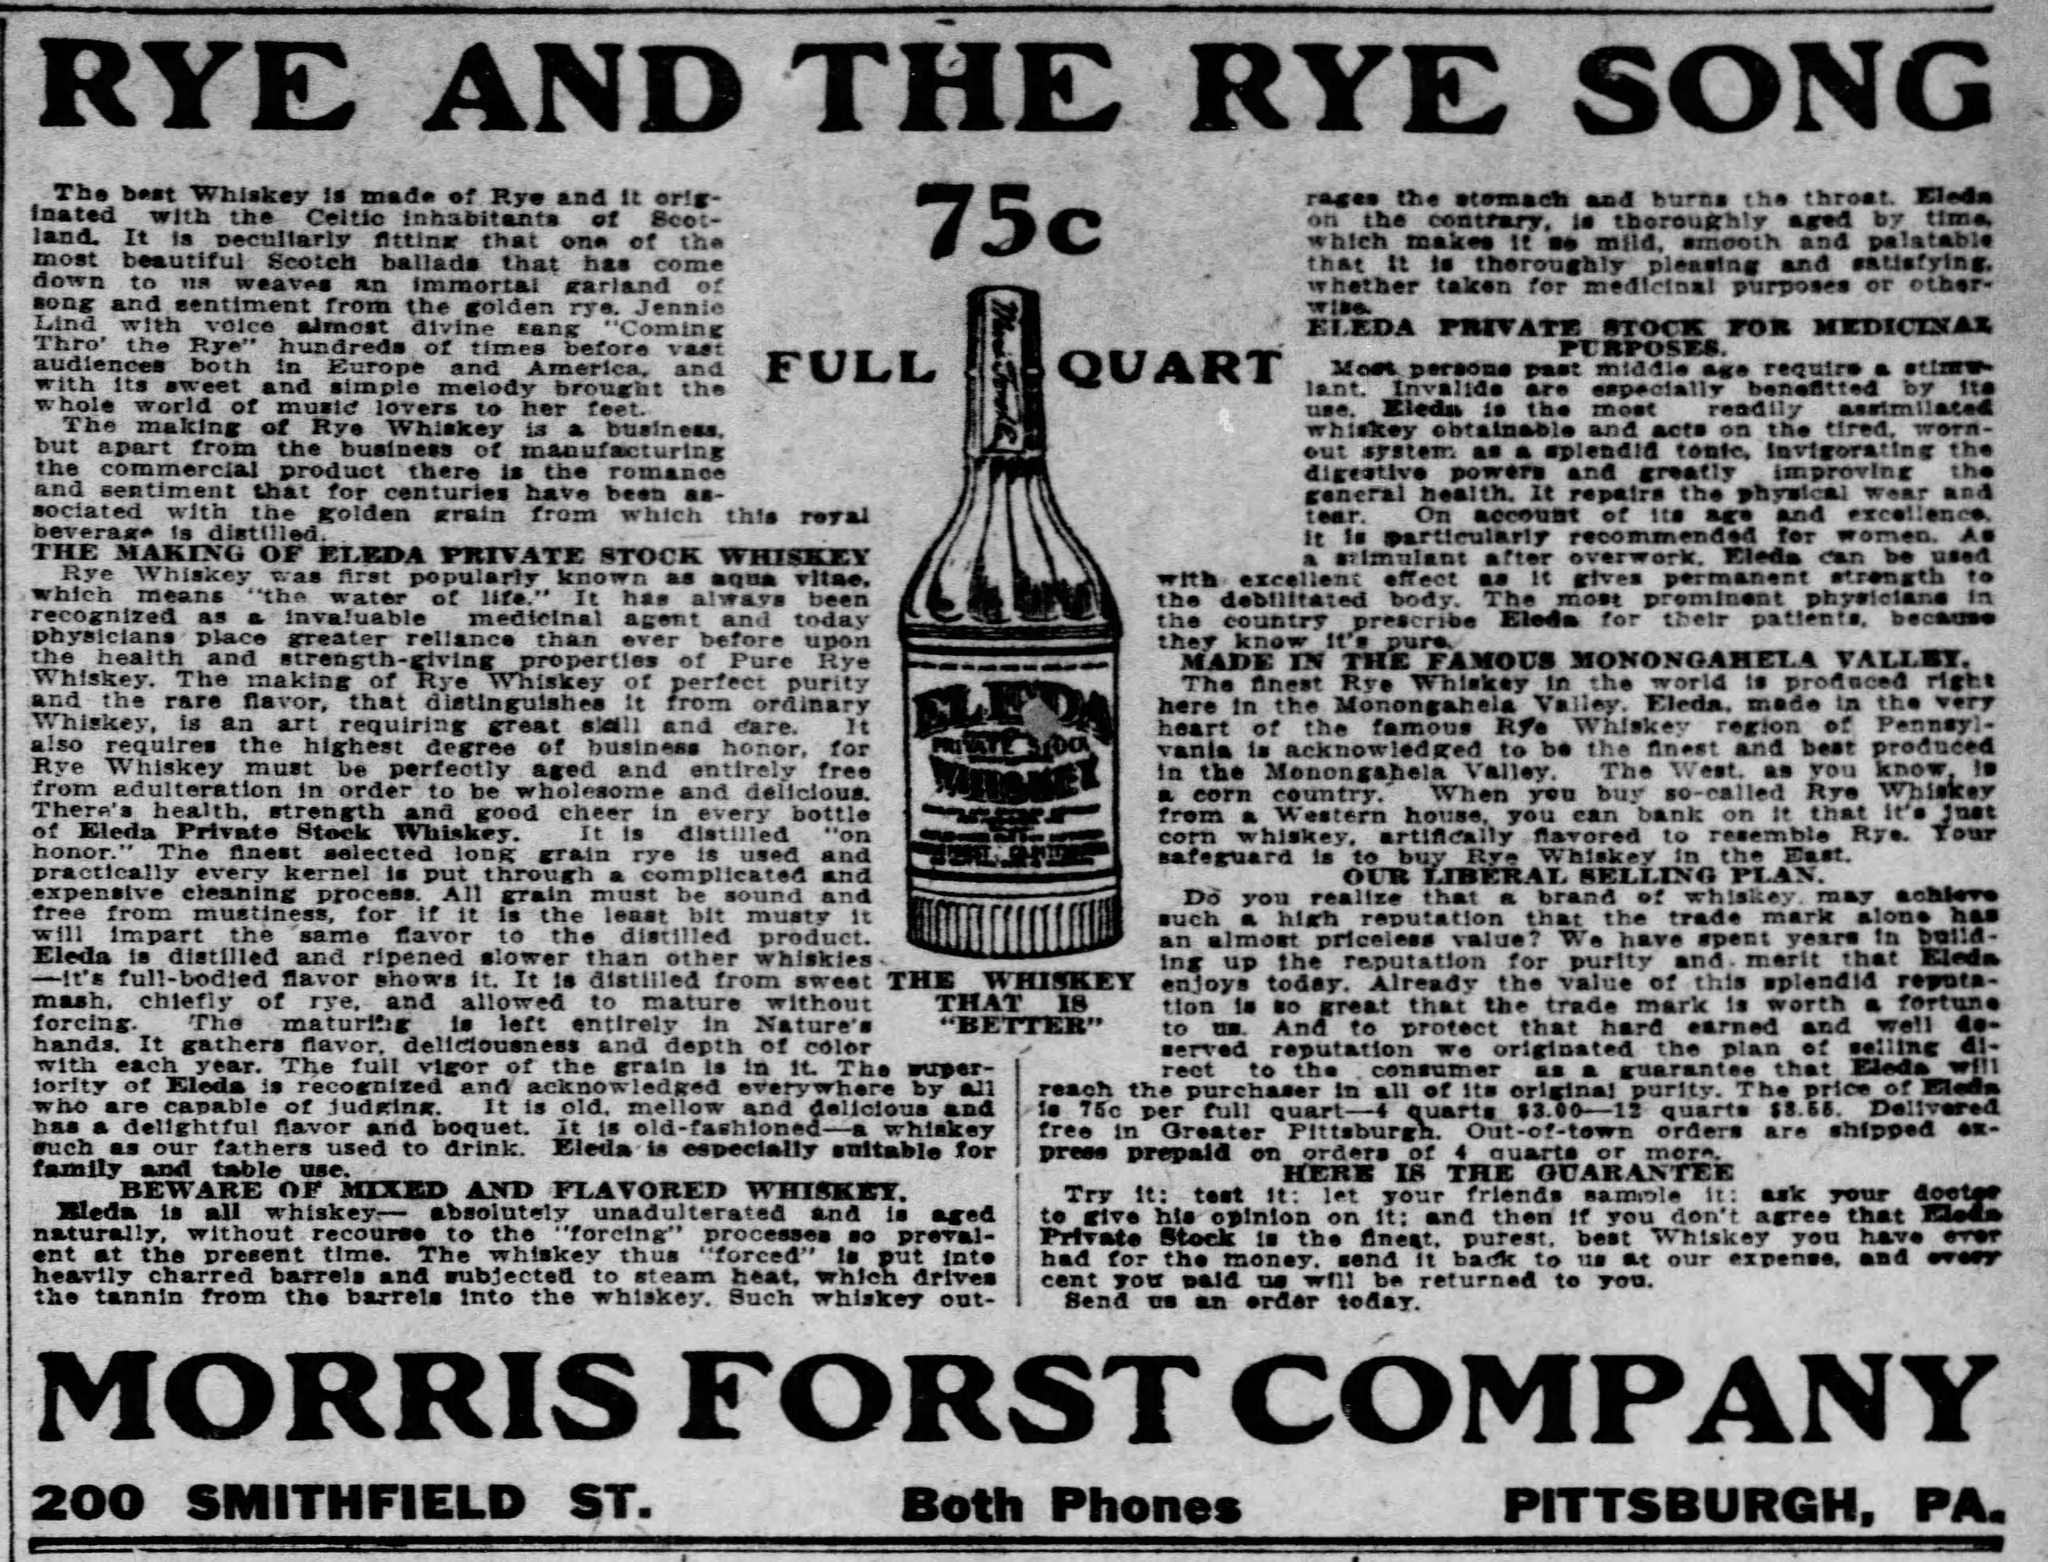 RYE AND THE RYE SONG
The best Whiskey is made of Rye and it orig-
inated with the Celtic inhabitants of Scot-
land. It is peculiarly fitting that one of the
most beautiful Scotch ballads that has come
down to us weaves an immortal garland of
song and sentiment from the golden rye. Jennie
Lind with voice almost divine sang "Coming
Thro' the Rye" hundreds of times before vast
audiences both in Europe and America, and
with its sweet and simple melody brought the
whole world of music lovers to her feet.
The making of Rye Whiskey is a business,
but apart from the business of manufacturing
the commercial product there is the romance
and sentiment that for centuries have been as-
sociated with the golden grain from which this royal
beverage is distilled.
THE MAKING OF ELEDA PRIVATE STOCK WHISKEY
Rye Whiskey was first popularly known as aqua vitae,
which means "the water of life." It has always been
recognized as a invaluable medicinal agent and today
physicians place greater reliance than ever before upon
the health and strength-giving properties of Pure Rye
Whiskey. The making of Rye Whiskey of perfect purity
and the rare flavor, that distinguishes it from ordinary
Whiskey, is an art requiring great skill and care. It
also requires the highest degree of business honor, for
Rye Whiskey must be perfectly aged and entirely free
from adulteration in order to be wholesome and delicious.
There's health, strength and good cheer in every bottle
of Eleda Private Stock Whiskey. It is distilled "on
honor." The finest selected long grain rye is used and
practically every kernel is put through a complicated and
expensive cleaning process. All grain must be sound and
free from mustiness, for if it is the least bit musty it
will impart the same flavor to the distilled product.
Eleda is distilled and ripened slower than other whiskies
—it's full-bodied flavor shows it. It is distilled from sweet
mash, chiefly of rye, and allowed to mature without
forcing. The maturing is left entirely in Nature's
hands. It gathers flavor, deliciousness and depth of color
with each year. The full vigor of the grain is in it. The super-
iority of Eleda is recognized and acknowledged everywhere by all
who are capable of judging. It is old, mellow and delicious and
has a delightful flavor and boquet. It is old-fashioned—a whiskey
such as our fathers used to drink. Eleda is especially suitable for
family and table use.
BEWARE OF MIXED AND FLAVORED WHISKEY.
Eleda is all whiskey— absolutely unadulterated and is aged
naturally, without recourse to the "forcing" processes so preval-
ent at the present time. The whiskey thus "forced" is put into
heavily charred barrels and subjected to steam heat, which drives
the tannin from the barrels into the whiskey. Such whiskey out-
75c
FULL QUART
ELEDA
PRIVATE STOCK
WHISKEY
THE WHISKEY
THAT IS
"BETTER"
rages the stomach and burns the throat. Eleda
on the contrary, is thoroughly aged by time,
which makes it so mild, smooth and palatable
that it is thoroughly pleasing and satisfying,
whether taken for medicinal purposes or other-
wise.
ELEDA PRIVATE STOCK FOR MEDICINAL
PURPOSES.
Most persons past middle age require a stimu-
lant. Invalids are especially benefitted by its
use. Eleda is the most readily assimilated
whiskey obtainable and acts on the tired, worn-
out system as a splendid tonic, invigorating the
digestive powers and greatly improving the
general health. It repairs the physical wear and
tear. On account of its age and excellence,
it is particularly recommended for women. As
a stimulant after overwork, Eleda can be used
with excellent effect as it gives permanent strength to
the debilitated body. The most prominent physicians in
the country prescribe Eleda for their patients, because
they know it's pure.
MADE IN THE FAMOUS MONONGAHELA VALLEY.
The finest Rye Whiskey in the world is produced right
here in the Monongahela Valley. Eleda, made in the very
heart of the famous Rye Whiskey region of Pennsyl-
vania is acknowledged to be the finest and best produced
in the Monongahela Valley. The West, as you know, is
a corn country. When you buy so-called Rye Whiskey
from a Western house, you can bank on it that it's just
corn whiskey, artifically flavored to resemble Rye. Your
safeguard is to buy Rye Whiskey in the East.
OUR LIBERAL SELLING PLAN.
Do you realize that a brand of whiskey may achieve
such a high reputation that the trade mark alone has
an almost priceless value? We have spent years in build-
ing up the reputation for purity and merit that Eleda
enjoys today. Already the value of this splendid reputa-
tion is so great that the trade mark is worth a fortune
to us. And to protect that hard earned and well de-
served reputation we originated the plan of selling di-
rect to the consumer as a guarantee that Eleda will
reach the purchaser in all of its original purity. The price of Eleda
is 75c per full quart—4 quarts $3.00—12 quarts $8.55. Delivered
free in Greater Pittsburgh. Out-of-town orders are shipped ex-
press prepaid on orders of 4 quarts or more.
HERE IS THE GUARANTEE
Try it; test it; let your friends sample it; ask your doctor
to give his opinion on it; and then if you don't agree that Eleda
Private Stock is the finest, purest, best Whiskey you have ever
had for the money, send it back to us at our expense, and every
cent you paid us will be returned to you.
Send us an order today.
MORRIS FORST COMPANY
200 SMITHFIELD ST. Both Phones PITTSBURGH, PA.